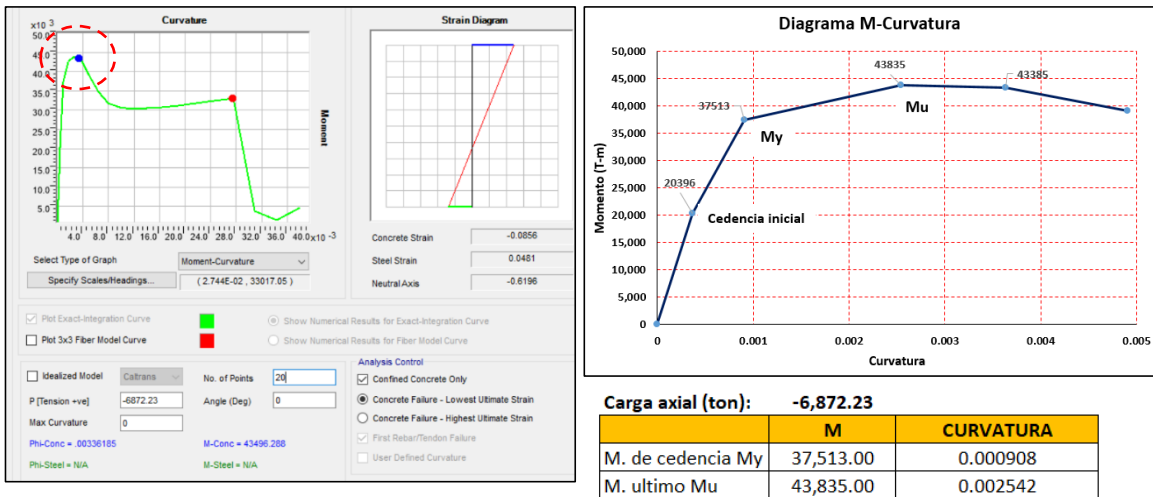 Curvature
x10 3
50.0
45.0
40.0
35.0
30.0
25.0
20.0
15.0
10.0
5.0
4.0 8.0 12.0 16.0 20.0 24.0 28.0 32.0 36.0 40.0 x10 -3
Moment
Select Type of Graph
Moment-Curvature
Specify Scales/Headings...
( 2.744E-02 , 33017.05 )
Strain Diagram
Concrete Strain
-0.0856
Steel Strain
0.0481
Neutral Axis
-0.6196
Plot Exact-Integration Curve
Show Numerical Results for Exact-Integration Curve
Plot 3x3 Fiber Model Curve
Show Numerical Results for Fiber Model Curve
Idealized Model
Caltrans
No. of Points
20
P [Tension +ve]
-6872.23
Angle (Deg)
0
Max Curvature
0
Phi-Conc = .00336185
M-Conc = 43496.288
Phi-Steel = N/A
M-Steel = N/A
Analysis Control
Confined Concrete Only
Concrete Failure - Lowest Ultimate Strain
Concrete Failure - Highest Ultimate Strain
First Rebar/Tendon Failure
User Defined Curvature
Diagrama M-Curvatura
Momento (T-m)
50,000
45,000
40,000
35,000
30,000
25,000
20,000
15,000
10,000
5,000
0
43835
43385
37513
Mu
My
20396
Cedencia inicial
0 0.001 0.002 0.003 0.004 0.005
Curvatura
Carga axial (ton): -6,872.23
M CURVATURA
M. de cedencia My 37,513.00 0.000908
M. ultimo Mu 43,835.00 0.002542